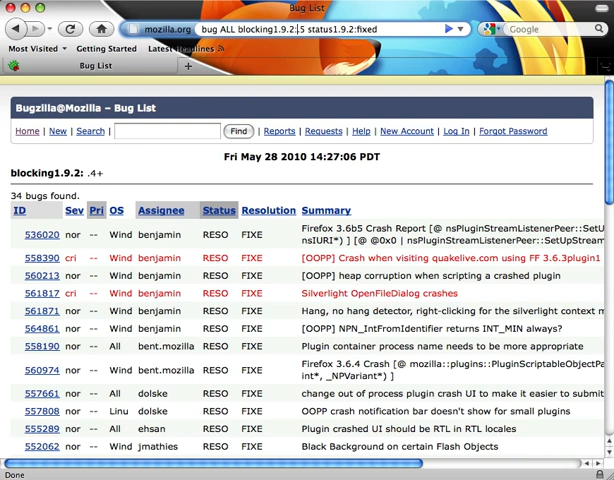 Bug List
mozilla.org bug ALL blocking1.9.2:.5 status1.9.2:fixed Google
Most Visited Getting Started Latest Headlines
Bug List +
Bugzilla@Mozilla – Bug List
Home | New | Search | Find | Reports | Requests | Help | New Account | Log In | Forgot Password
Fri May 28 2010 14:27:06 PDT
blocking1.9.2: .4+
34 bugs found.
ID Sev Pri OS Assignee Status Resolution Summary
536020 nor -- Wind benjamin RESO FIXE Firefox 3.6b5 Crash Report [@ nsPluginStreamListenerPeer::SetU
nsIURI*) ] [@ @0x0 | nsPluginStreamListenerPeer::SetUpStream
558390 cri -- Wind benjamin RESO FIXE [OOPP] Crash when visiting quakelive.com using FF 3.6.3plugin1
560213 nor -- Wind benjamin RESO FIXE [OOPP] heap corruption when scripting a crashed plugin
561817 cri -- Wind benjamin RESO FIXE Silverlight OpenFileDialog crashes
561871 nor -- Wind benjamin RESO FIXE Hang, no hang detector, right-clicking for the silverlight context m
564861 nor -- Wind benjamin RESO FIXE [OOPP] NPN_IntFromIdentifier returns INT_MIN always?
558190 nor -- All bent.mozilla RESO FIXE Plugin container process name needs to be more appropriate
560974 nor -- Wind bent.mozilla RESO FIXE Firefox 3.6.4 Crash [@ mozilla::plugins::PluginScriptableObjectPa
int*, _NPVariant*) ]
557661 nor -- All dolske RESO FIXE change out of process plugin crash UI to make it easier to submit
557808 nor -- Linu dolske RESO FIXE OOPP crash notification bar doesn't show for small plugins
555289 nor -- All ehsan RESO FIXE Plugin crashed UI should be RTL in RTL locales
552062 nor -- Wind jmathies RESO FIXE Black Background on certain Flash Objects
Done